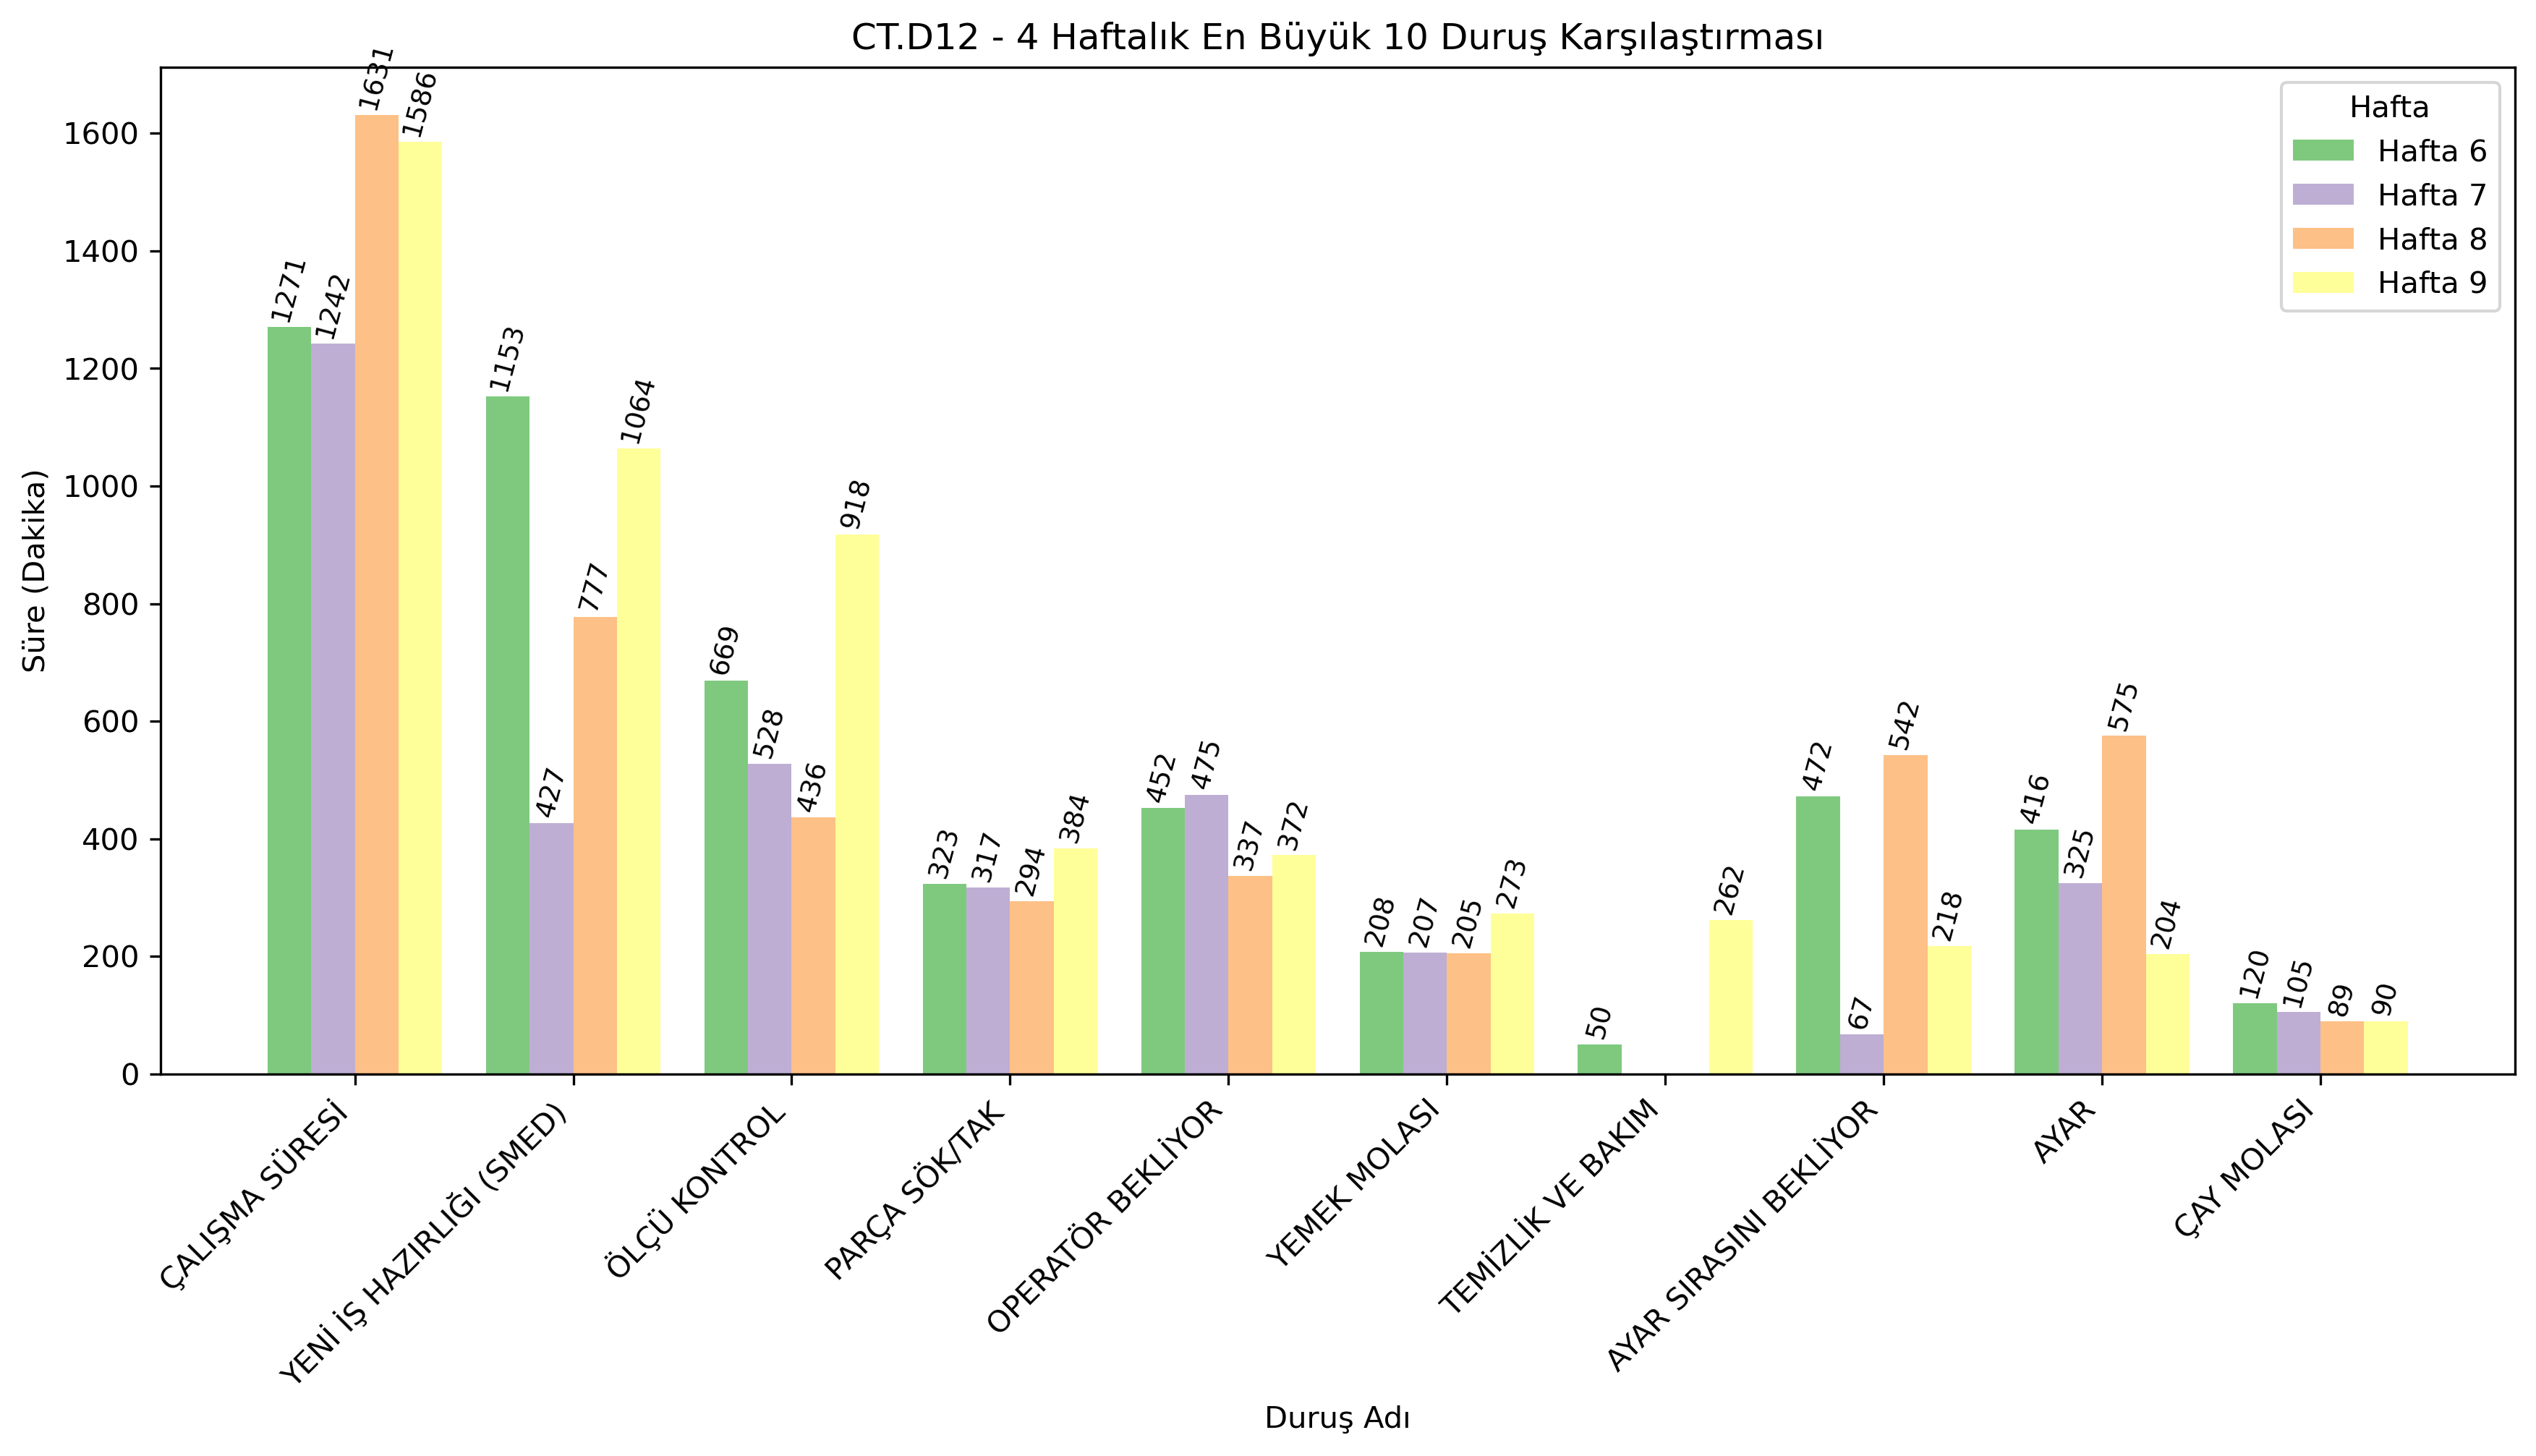 CT.D12 - 4 Haftalık En Büyük 10 Duruş Karşılaştırması
Hafta
Hafta 6
Hafta 7
Hafta 8
Hafta 9
Süre (Dakika)
1600
1400
1200
1000
800
600
400
200
0
1271 1242 1631 1586
1153 427 777 1064
669 528 436 918
323 317 294 384
452 475 337 372
208 207 205 273
50 262
472 67 542 218
416 325 575 204
120 105 89 90
ÇALIŞMA SÜRESİ
YENİ İŞ HAZIRLIĞI (SMED)
ÖLÇÜ KONTROL
PARÇA SÖK/TAK
OPERATÖR BEKLİYOR
YEMEK MOLASI
TEMİZLİK VE BAKIM
AYAR SIRASINI BEKLİYOR
AYAR
ÇAY MOLASI
Duruş Adı